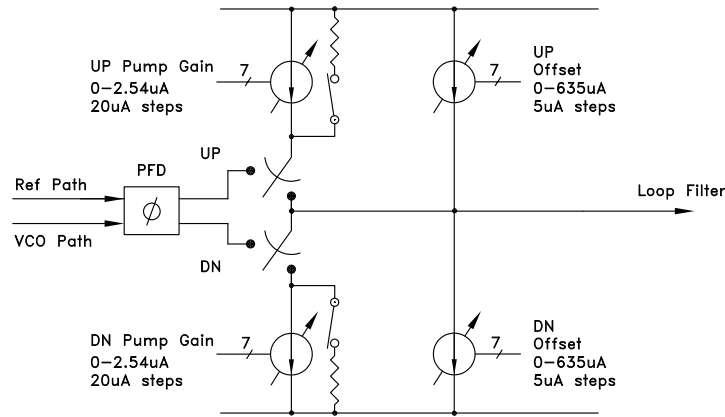 UP Pump Gain
0-2.54uA
20uA steps
7
7
UP
Offset
0-635uA
5uA steps
UP
PFD
Ref Path
ϕ
VCO Path
Loop Filter
DN
DN Pump Gain
0-2.54uA
20uA steps
7
7
DN
Offset
0-635uA
5uA steps